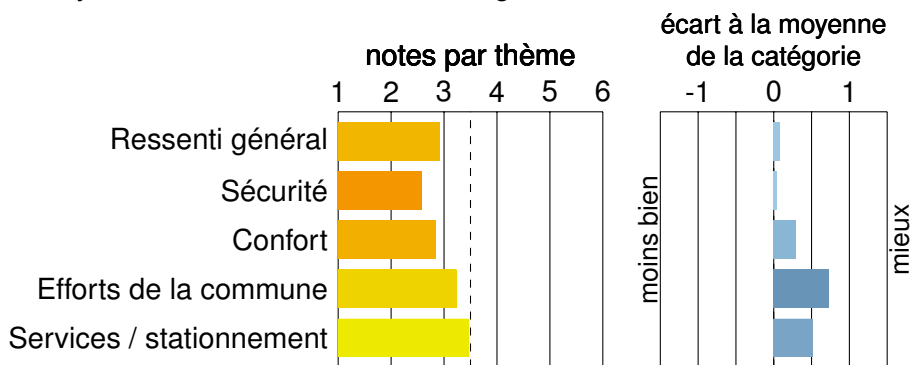 écart à la moyenne
de la catégorie
notes par thème
1 2 3 4 5 6
-1 0 1
Ressenti général
Sécurité
Confort
Efforts de la commune
Services / stationnement
moins bien
mieux